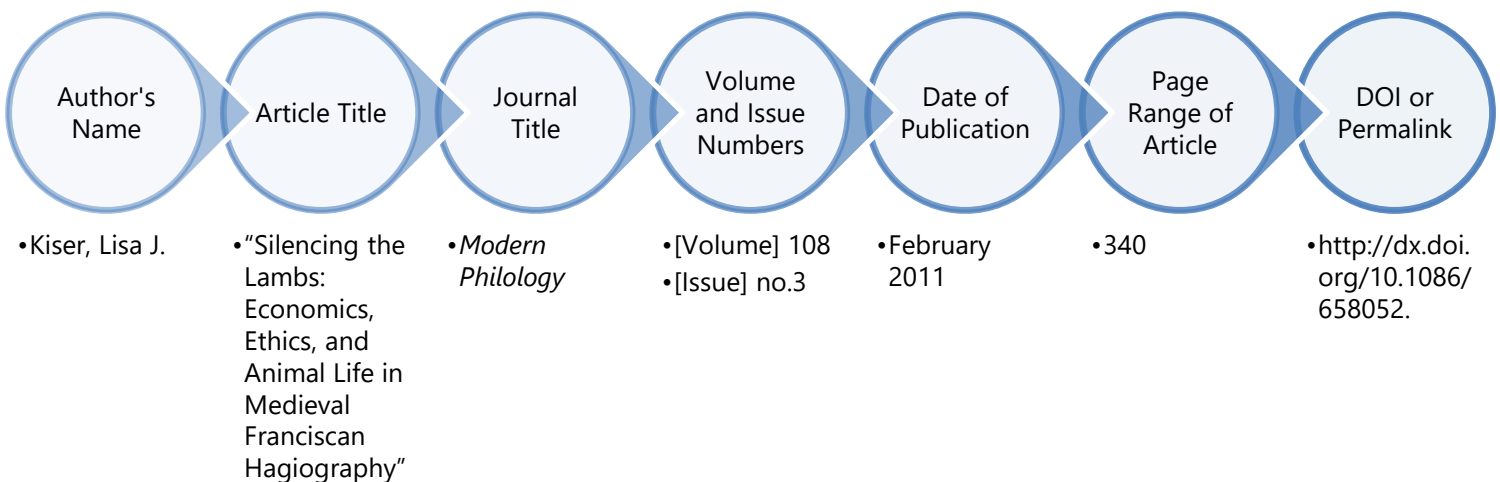 Author's
Name
Article Title
Journal
Title
Volume
and Issue
Numbers
Date of
Publication
Page
Range of
Article
DOI or
Permalink
•Kiser, Lisa J.
•“Silencing the
Lambs:
Economics,
Ethics, and
Animal Life in
Medieval
Franciscan
Hagiography”
•Modern
Philology
•[Volume] 108
•[Issue] no.3
•February
2011
•340
•http://dx.doi.
org/10.1086/
658052.